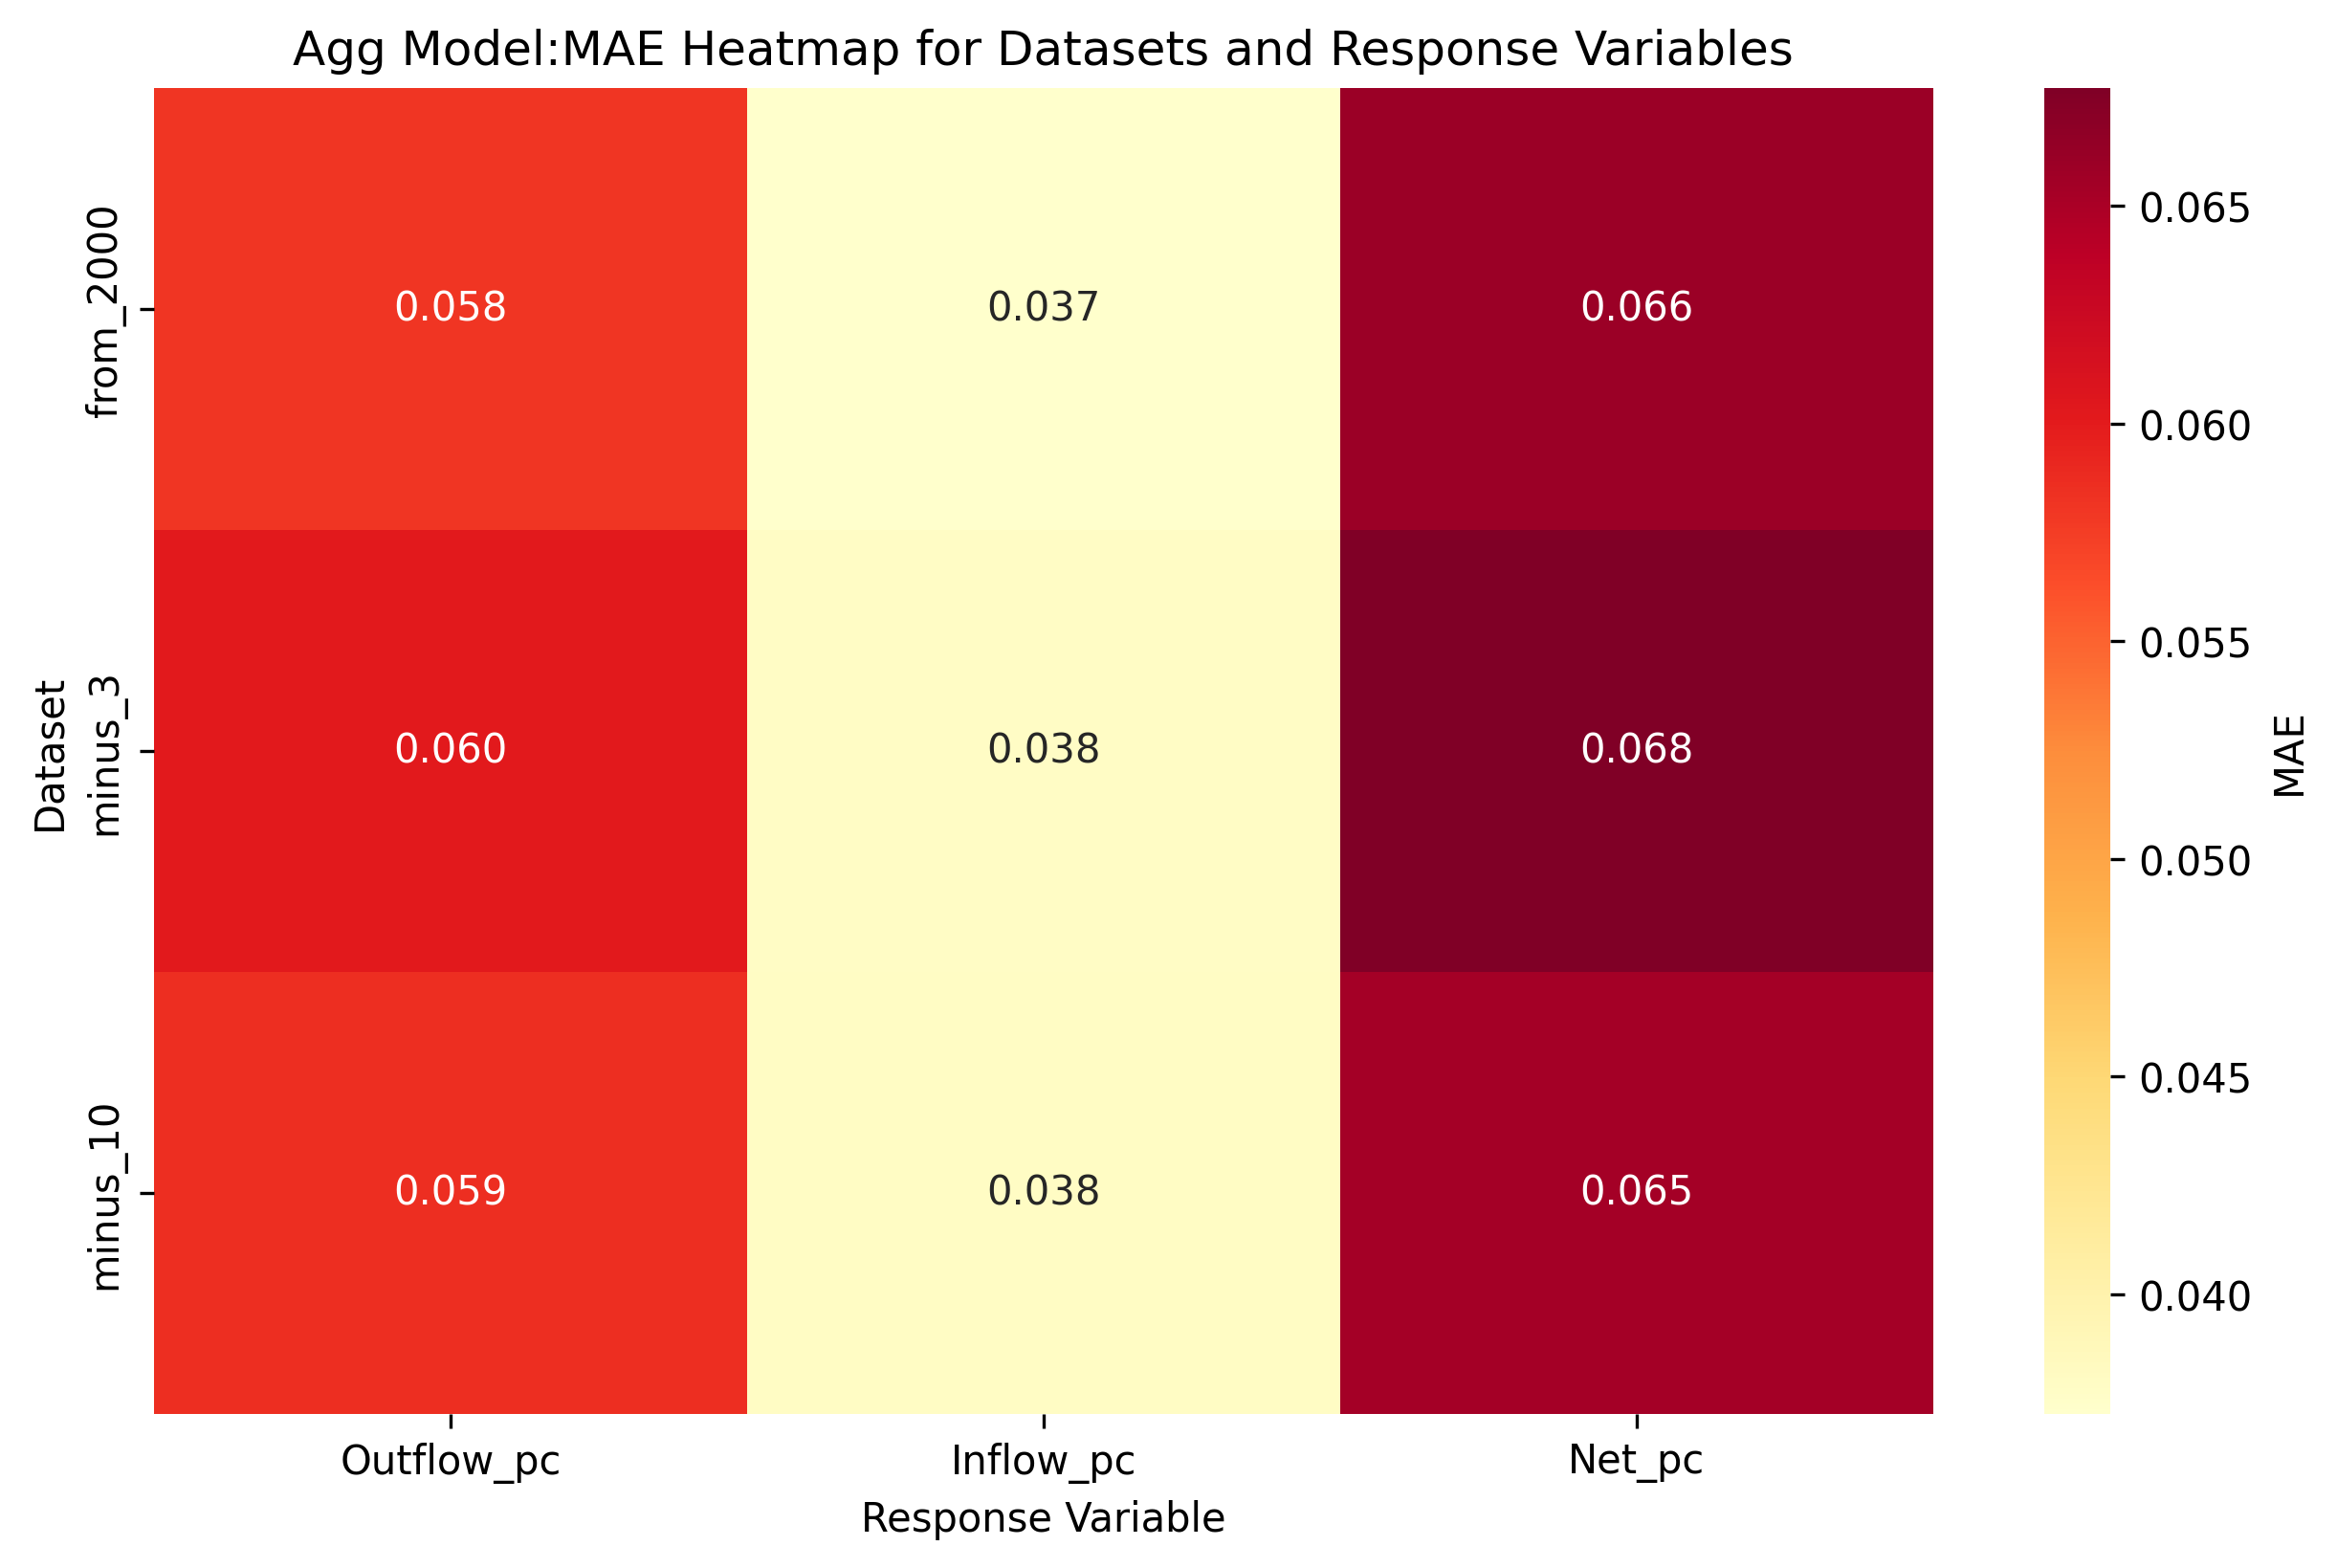 Agg Model:MAE Heatmap for Datasets and Response Variables
Dataset
from_2000
0.058 0.037 0.066
minus_3
0.060 0.038 0.068
minus_10
0.059 0.038 0.065
Outflow_pc Inflow_pc Net_pc
Response Variable
0.065
0.060
0.055
0.050
0.045
0.040
MAE